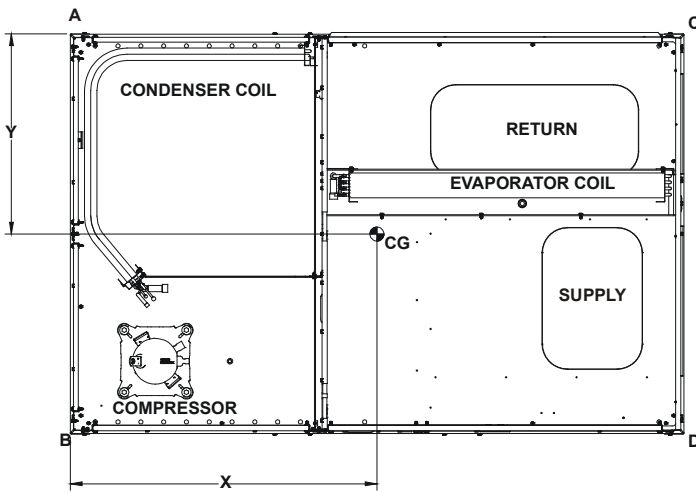 A
C
CONDENSER COIL
Y
RETURN
EVAPORATOR COIL
CG
SUPPLY
COMPRESSOR
B
D
X